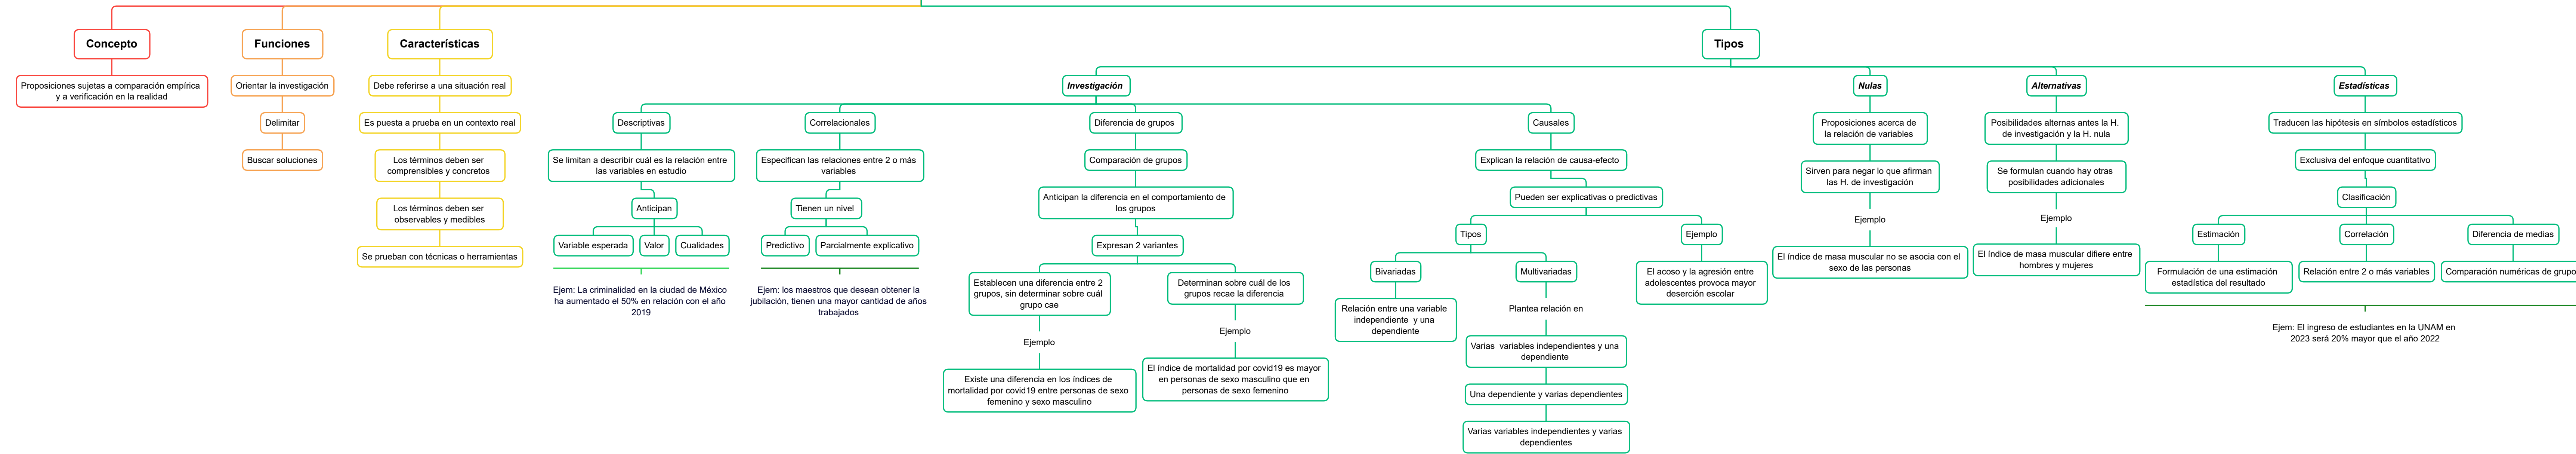 Concepto
Proposiciones sujetas a comparación empírica
y a verificación en la realidad
Funciones
Orientar la investigación
Delimitar
Buscar soluciones
Características
Debe referirse a una situación real
Es puesta a prueba en un contexto real
Los términos deben ser
comprensibles y concretos
Los términos deben ser
observables y medibles
Se prueban con técnicas o herramientas
Tipos
Investigación
Descriptivas
Se limitan a describir cuál es la relación entre
las variables en estudio
Anticipan
Variable esperada
Valor
Cualidades
Ejem: La criminalidad en la ciudad de México
ha aumentado el 50% en relación con el año
2019
Correlacionales
Especifican las relaciones entre 2 o más
variables
Tienen un nivel
Predictivo
Parcialmente explicativo
Ejem: los maestros que desean obtener la
jubilación, tienen una mayor cantidad de años
trabajados
Diferencia de grupos
Comparación de grupos
Anticipan la diferencia en el comportamiento de
los grupos
Expresan 2 variantes
Establecen una diferencia entre 2
grupos, sin determinar sobre cuál
grupo cae
Ejemplo
Existe una diferencia en los índices de
mortalidad por covid19 entre personas de sexo
femenino y sexo masculino
Determinan sobre cuál de los
grupos recae la diferencia
Ejemplo
El índice de mortalidad por covid19 es mayor
en personas de sexo masculino que en
personas de sexo femenino
Causales
Explican la relación de causa-efecto
Pueden ser explicativas o predictivas
Tipos
Bivariadas
Relación entre una variable
independiente y una
dependiente
Multivariadas
Plantea relación en
Varias variables independientes y una
dependiente
Una dependiente y varias dependientes
Varias variables independientes y varias
dependientes
Ejemplo
El acoso y la agresión entre
adolescentes provoca mayor
deserción escolar
Nulas
Proposiciones acerca de
la relación de variables
Sirven para negar lo que afirman
las H. de investigación
Ejemplo
El índice de masa muscular no se asocia con el
sexo de las personas
Alternativas
Posibilidades alternas antes la H.
de investigación y la H. nula
Se formulan cuando hay otras
posibilidades adicionales
Ejemplo
El índice de masa muscular difiere entre
hombres y mujeres
Estadísticas
Traducen las hipótesis en símbolos estadísticos
Exclusiva del enfoque cuantitativo
Clasificación
Estimación
Formulación de una estimación
estadística del resultado
Correlación
Relación entre 2 o más variables
Diferencia de medias
Comparación numéricas de grupo
Ejem: El ingreso de estudiantes en la UNAM en
2023 será 20% mayor que el año 2022